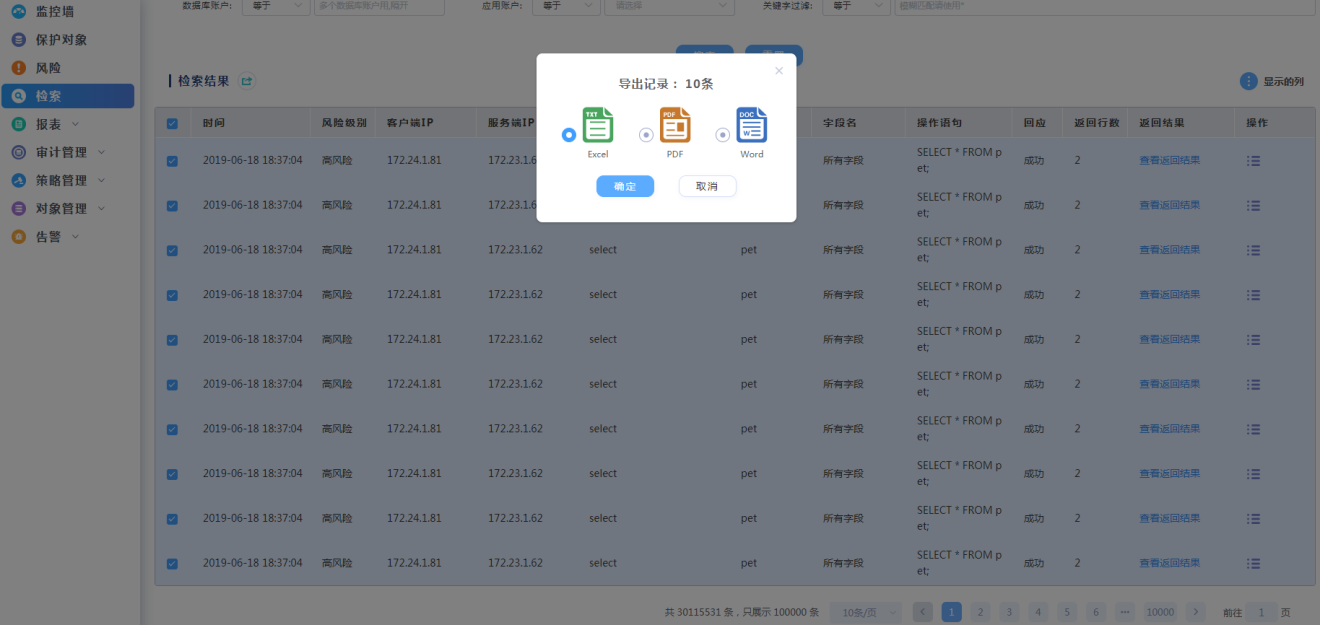 监控墙
保护对象
风险
检索
报表
审计管理
策略管理
对象管理
告警
数据库账户: 等于 多个数据库账户用,隔开 应用账户: 等于 请选择 关键字过滤: 等于 模糊匹配请使用*
检索结果
显示的列
导出记录： 10条
TXT PDF DOC
W
Excel PDF Word
确定 取消
时间 风险级别 客户端IP 服务端IP 字段名 操作语句 回应 返回行数 返回结果 操作
2019-06-18 18:37:04 高风险 172.24.1.81 172.23.1.6 所有字段 SELECT * FROM p 成功 2 查看返回结果
et;
2019-06-18 18:37:04 高风险 172.24.1.81 172.23.1.6 所有字段 SELECT * FROM p 成功 2 查看返回结果
et;
2019-06-18 18:37:04 高风险 172.24.1.81 172.23.1.62 select pet 所有字段 SELECT * FROM p 成功 2 查看返回结果
et;
2019-06-18 18:37:04 高风险 172.24.1.81 172.23.1.62 select pet 所有字段 SELECT * FROM p 成功 2 查看返回结果
et;
2019-06-18 18:37:04 高风险 172.24.1.81 172.23.1.62 select pet 所有字段 SELECT * FROM p 成功 2 查看返回结果
et;
2019-06-18 18:37:04 高风险 172.24.1.81 172.23.1.62 select pet 所有字段 SELECT * FROM p 成功 2 查看返回结果
et;
2019-06-18 18:37:04 高风险 172.24.1.81 172.23.1.62 select pet 所有字段 SELECT * FROM p 成功 2 查看返回结果
et;
2019-06-18 18:37:04 高风险 172.24.1.81 172.23.1.62 select pet 所有字段 SELECT * FROM p 成功 2 查看返回结果
et;
2019-06-18 18:37:04 高风险 172.24.1.81 172.23.1.62 select pet 所有字段 SELECT * FROM p 成功 2 查看返回结果
et;
2019-06-18 18:37:04 高风险 172.24.1.81 172.23.1.62 select pet 所有字段 SELECT * FROM p 成功 2 查看返回结果
et;
共 30115531 条，只展示 100000 条 10条/页 < 1 2 3 4 5 6 ··· 10000 > 前往 1 页